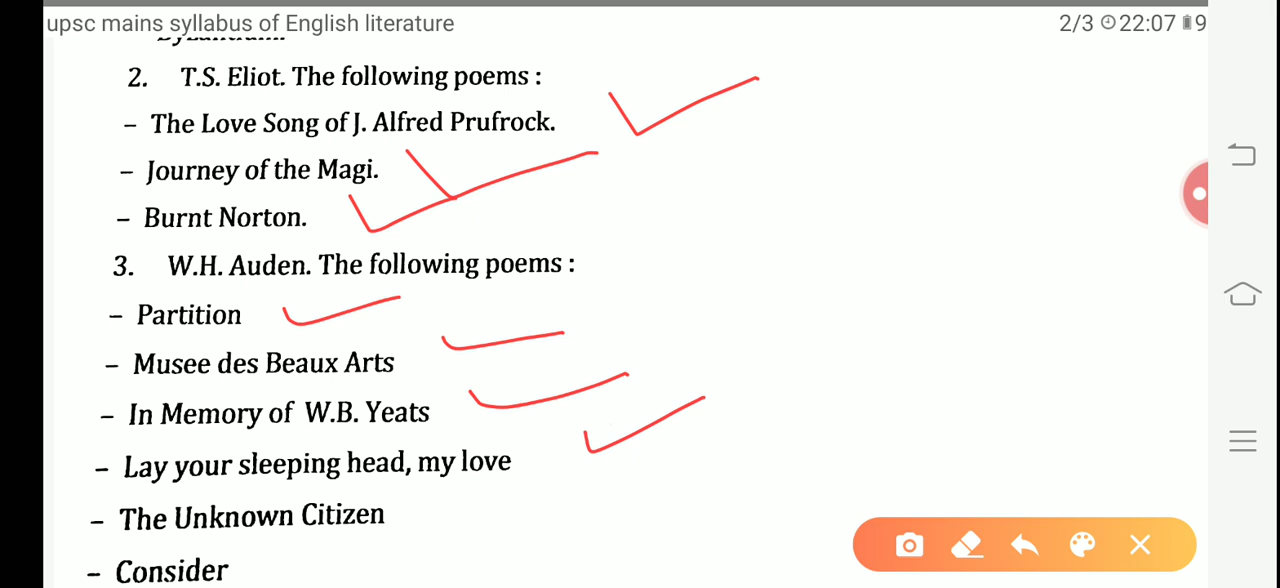 upsc mains syllabus of English literature
2/3 22:07 9
2. T.S. Eliot. The following poems :
– The Love Song of J. Alfred Prufrock.
– Journey of the Magi.
– Burnt Norton.
3. W.H. Auden. The following poems :
– Partition
– Musee des Beaux Arts
– In Memory of W.B. Yeats
– Lay your sleeping head, my love
– The Unknown Citizen
– Consider